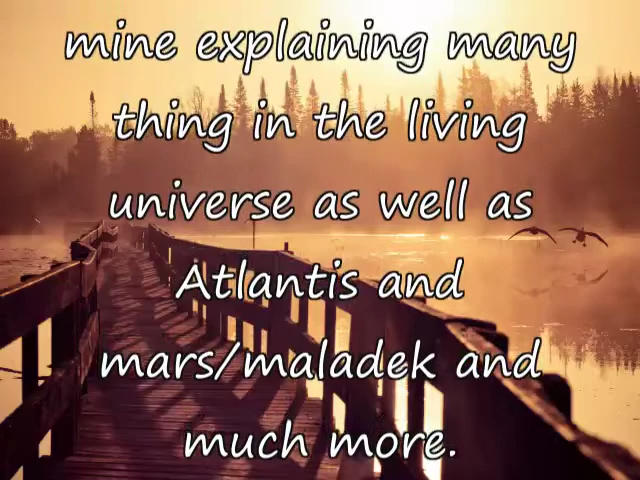 mine explaining many
thing in the living
universe as well as
Atlantis and
mars/maladek and
much more.